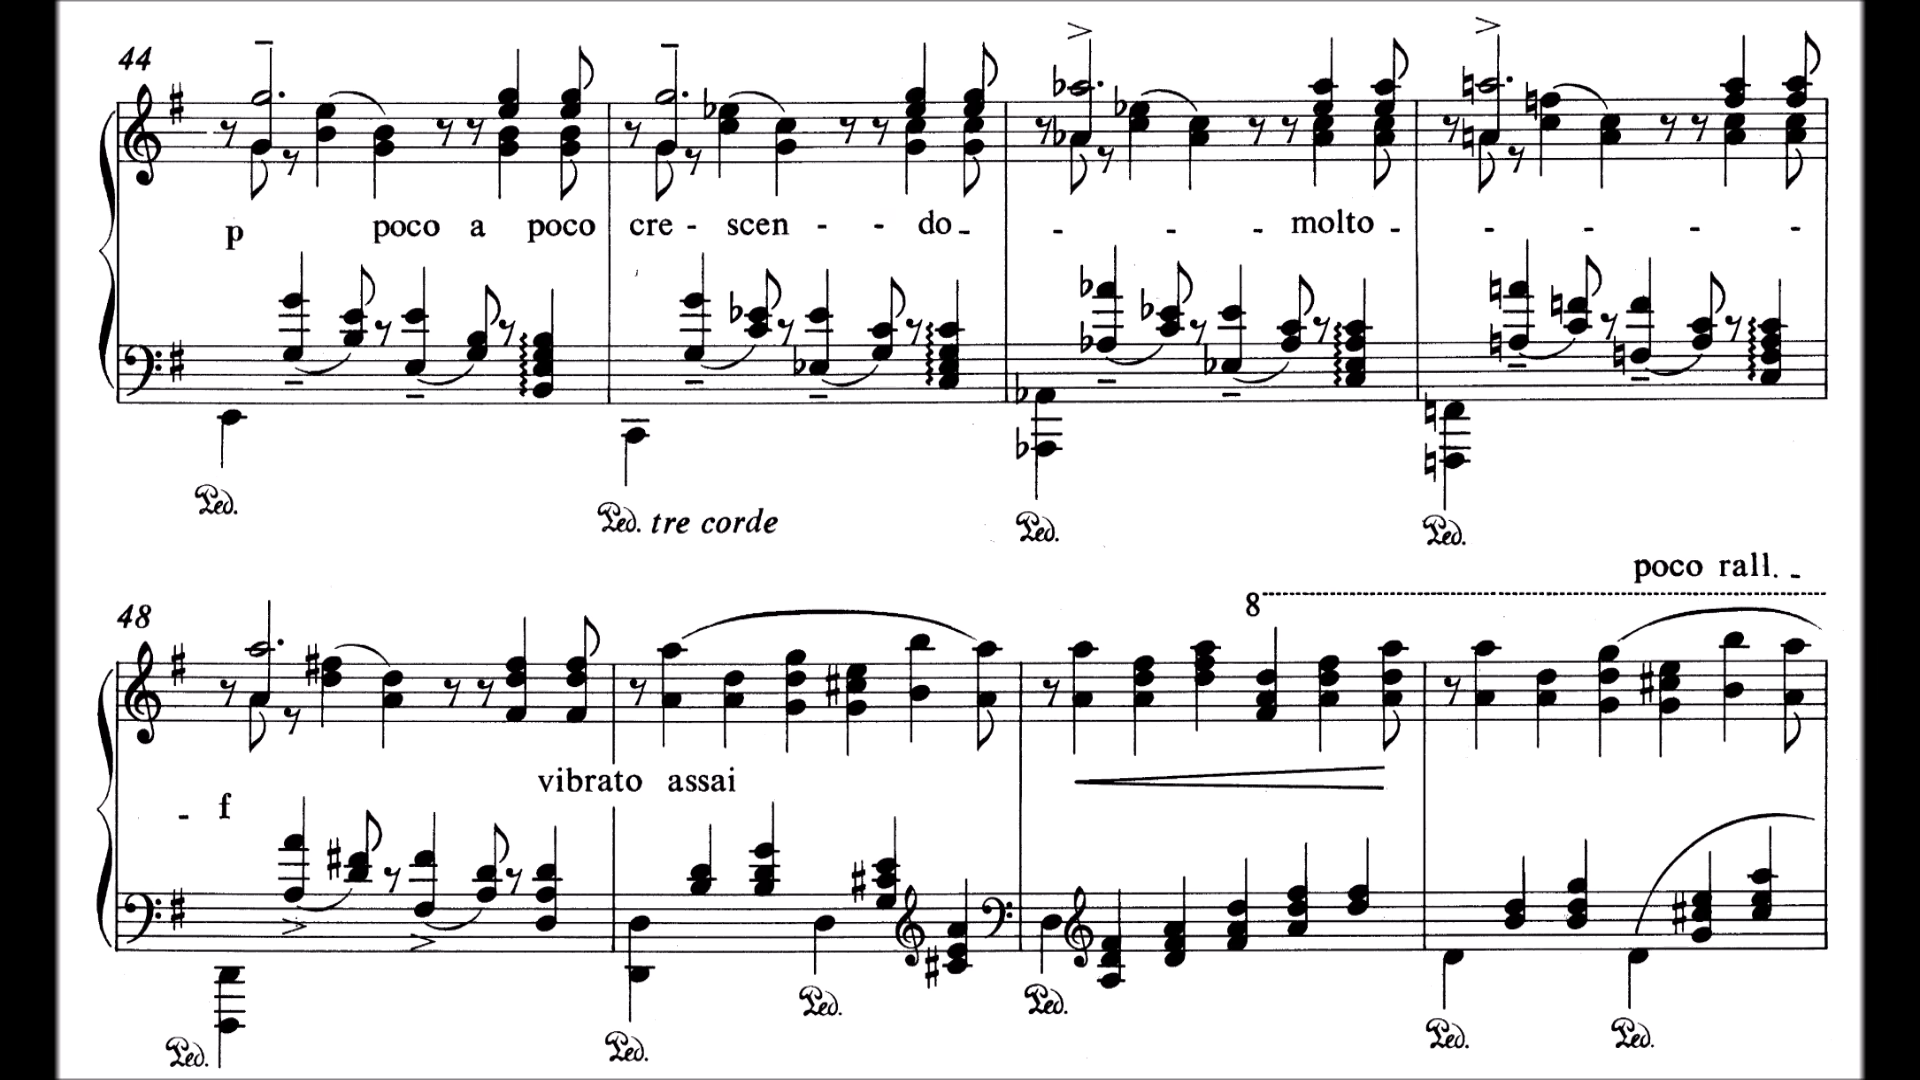 44
p poco a poco cre - scen - - do - - - - molto - - - - -
Ped.
Ped. tre corde
Ped.
Ped.
poco rall. -
8
48
vibrato assai
- f
Ped.
Ped.
Ped.
Ped.
Ped.
Ped.